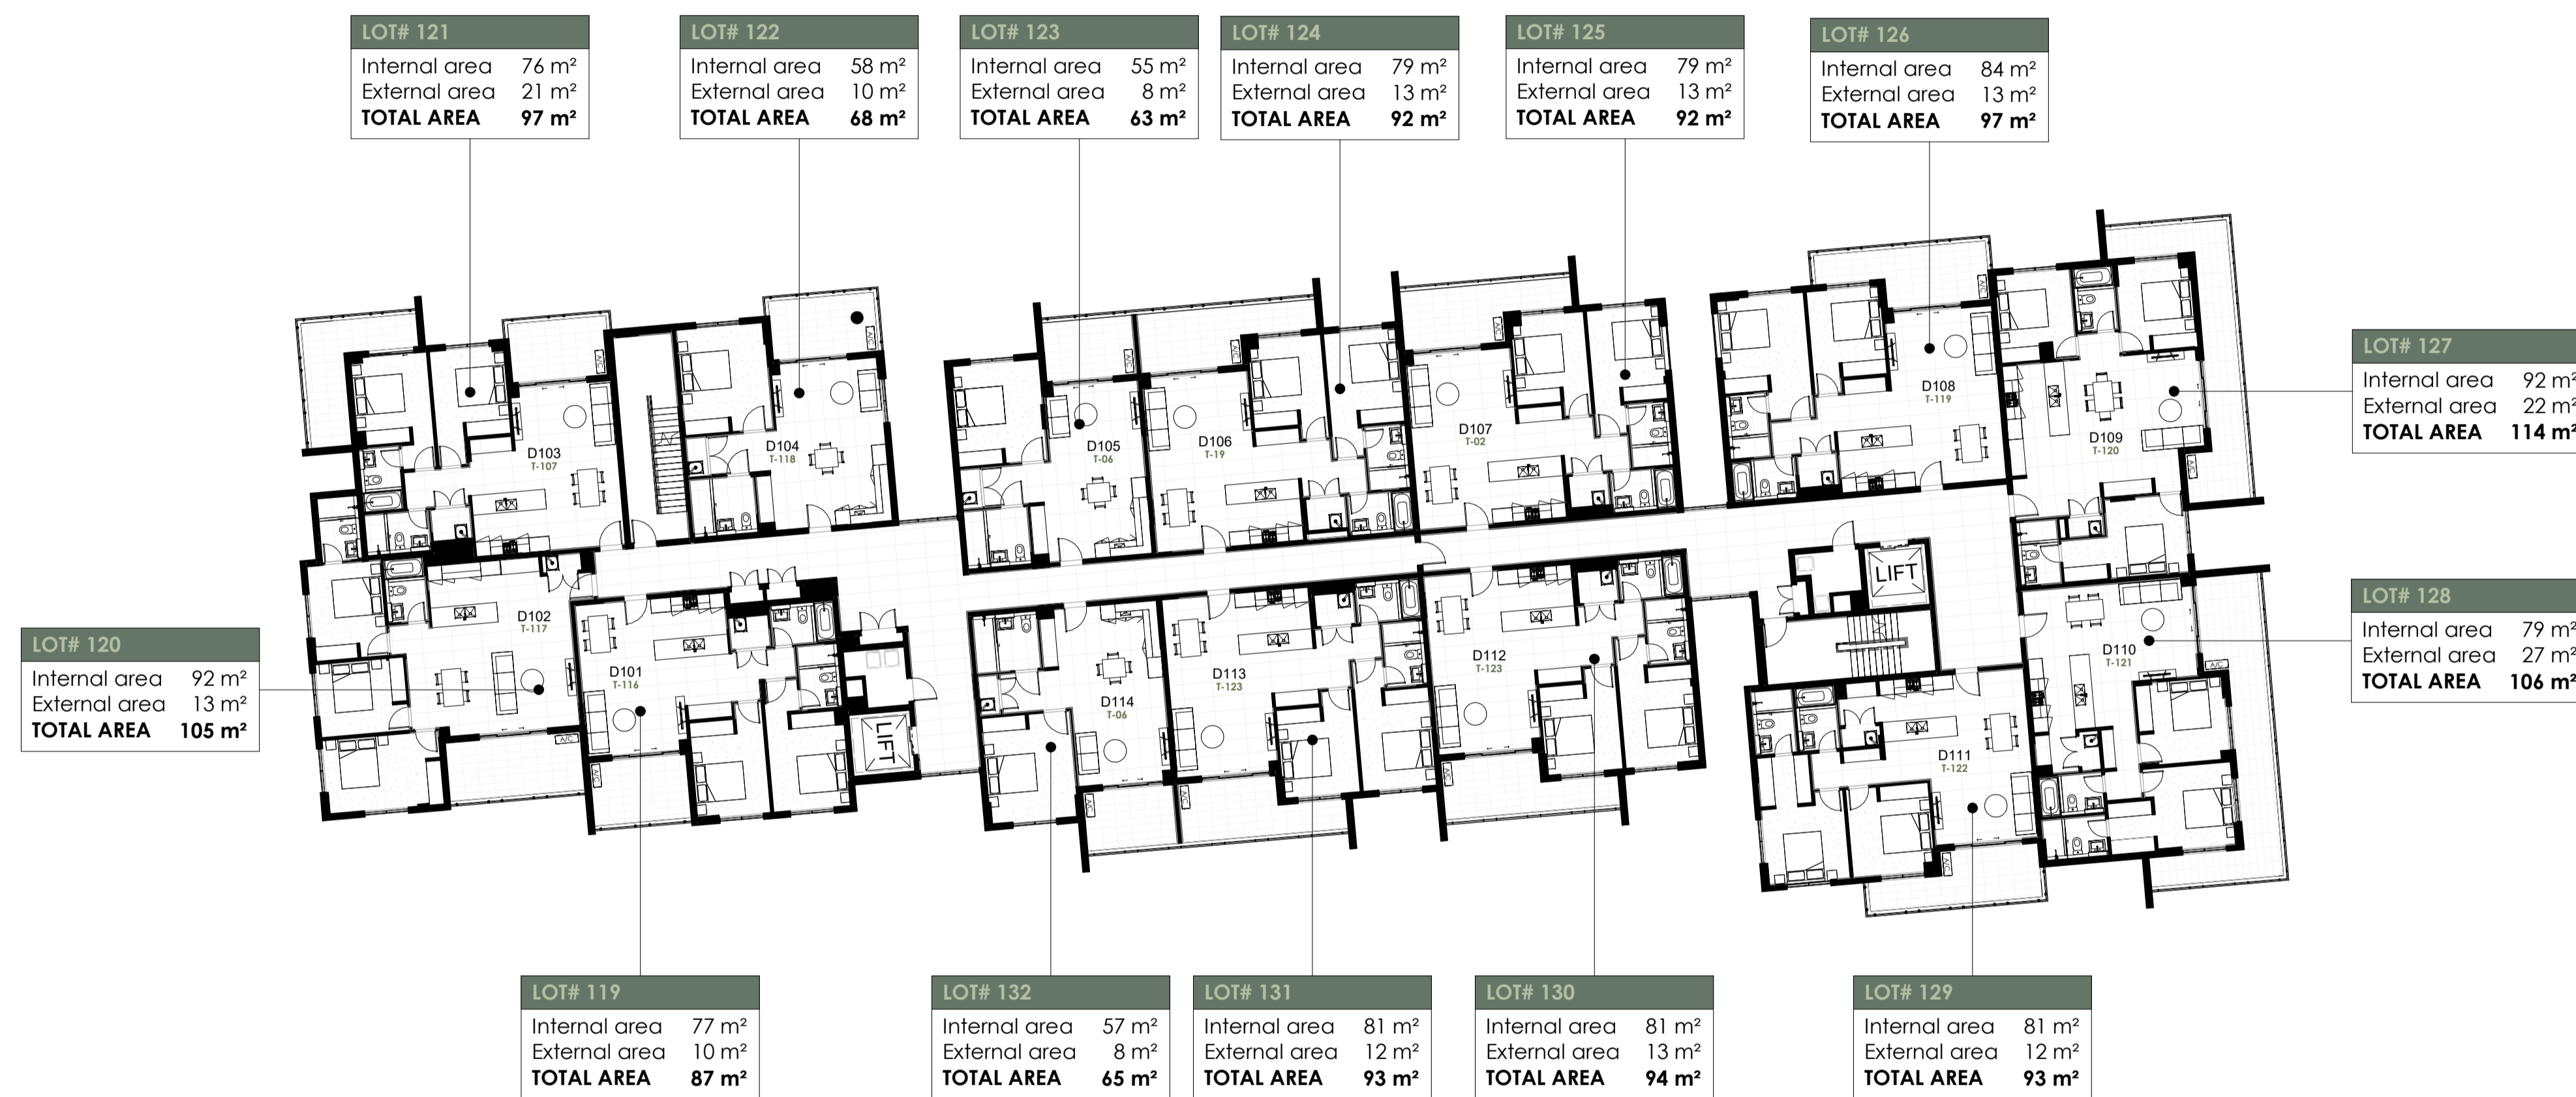 LOT# 121
Internal area 76 m²
External area 21 m²
TOTAL AREA 97 m²
LOT# 122
Internal area 58 m²
External area 10 m²
TOTAL AREA 68 m²
LOT# 123
Internal area 55 m²
External area 8 m²
TOTAL AREA 63 m²
LOT# 124
Internal area 79 m²
External area 13 m²
TOTAL AREA 92 m²
LOT# 125
Internal area 79 m²
External area 13 m²
TOTAL AREA 92 m²
LOT# 126
Internal area 84 m²
External area 13 m²
TOTAL AREA 97 m²
LOT# 127
Internal area 92 m²
External area 22 m²
TOTAL AREA 114 m²
D103
T-107
D104
T-118
D105
T-06
D106
T-19
D107
T-02
D108
T-119
D109
T-120
A/C
A/C
A/C
A/C
A/C
A/C
A/C
LIFT
LOT# 128
Internal area 79 m²
External area 27 m²
TOTAL AREA 106 m²
LOT# 120
Internal area 92 m²
External area 13 m²
TOTAL AREA 105 m²
D102
T-117
D101
T-116
LIFT
D114
T-06
D113
T-123
D112
T-123
D111
T-122
D110
T-121
A/C
A/C
A/C
A/C
A/C
A/C
A/C
LOT# 119
Internal area 77 m²
External area 10 m²
TOTAL AREA 87 m²
LOT# 132
Internal area 57 m²
External area 8 m²
TOTAL AREA 65 m²
LOT# 131
Internal area 81 m²
External area 12 m²
TOTAL AREA 93 m²
LOT# 130
Internal area 81 m²
External area 13 m²
TOTAL AREA 94 m²
LOT# 129
Internal area 81 m²
External area 12 m²
TOTAL AREA 93 m²